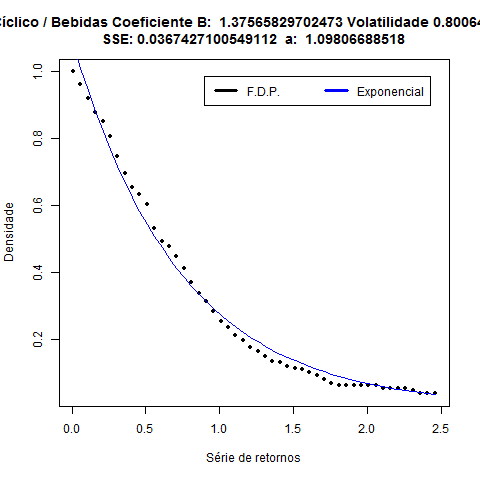 íclico / Bebidas Coeficiente B: 1.37565829702473 Volatilidade 0.80064
SSE: 0.0367427100549112 a: 1.09806688518
F.D.P.
Exponencial
Densidade
1.0
0.8
0.6
0.4
0.2
0.0
0.5
1.0
1.5
2.0
2.5
Série de retornos